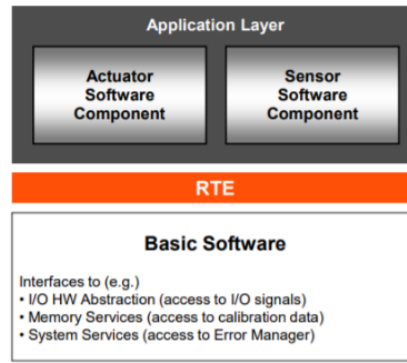 Application Layer
Actuator
Software
Component
Sensor
Software
Component
RTE
Basic Software
Interfaces to (e.g.)
• I/O HW Abstraction (access to I/O signals)
• Memory Services (access to calibration data)
• System Services (access to Error Manager)